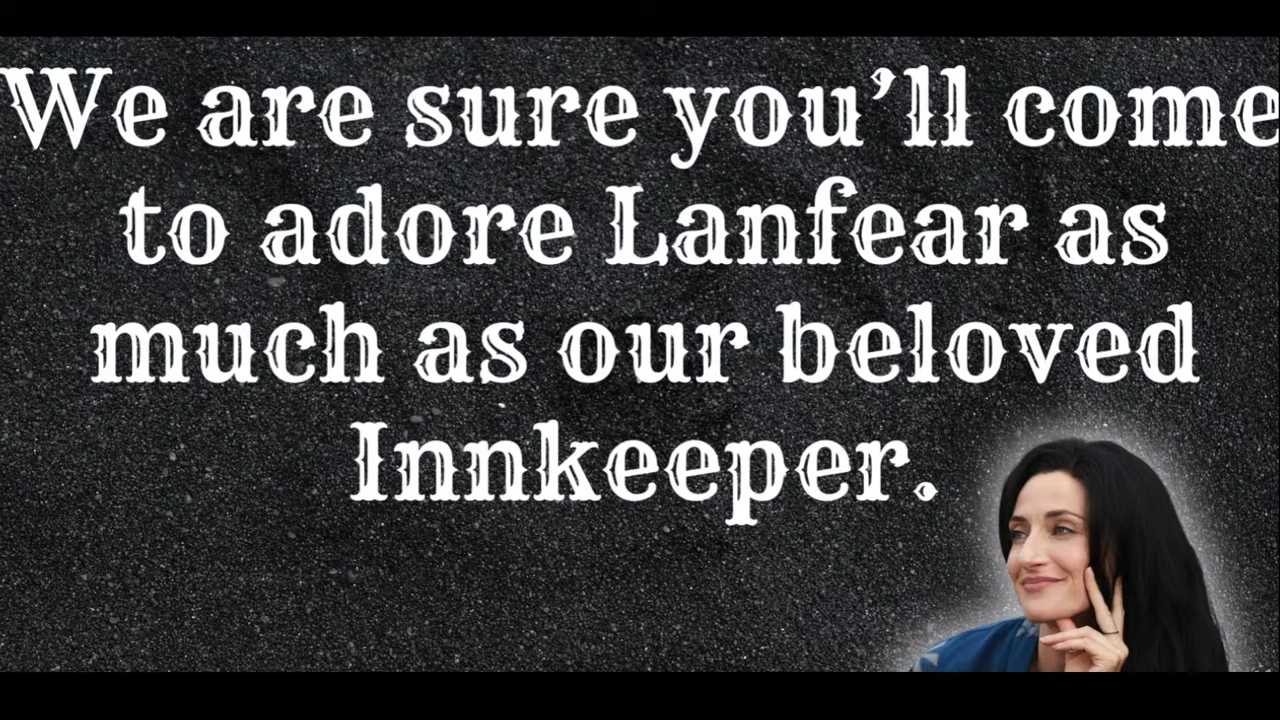 We are sure you’ll come
to adore Lanfear as
much as our beloved
Innkeeper.